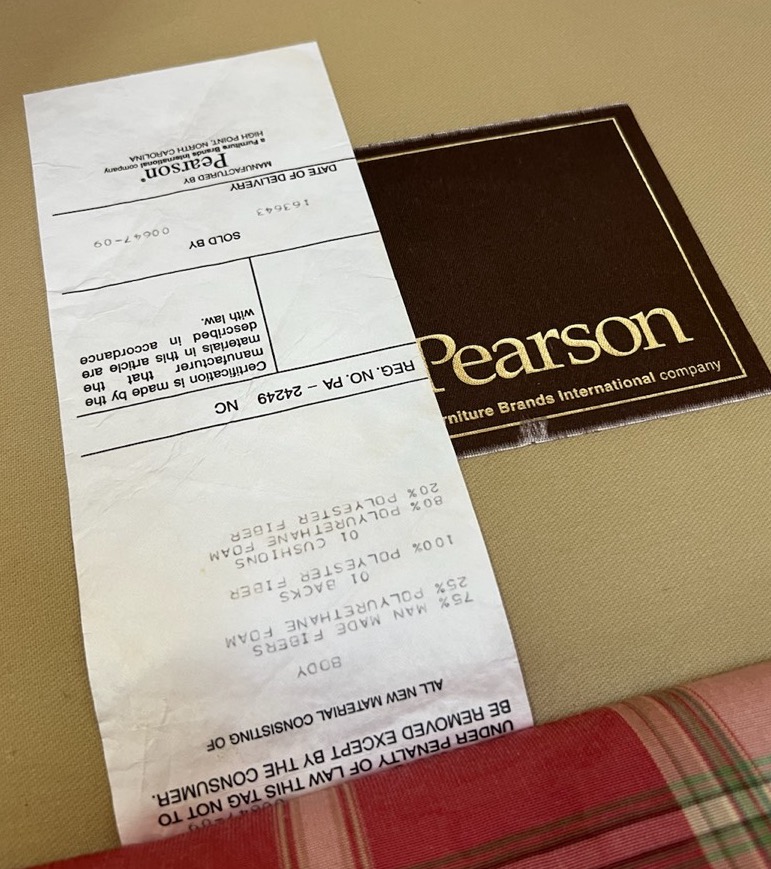 00647-09
UNDER PENALTY OF LAW THIS TAG NOT TO
BE REMOVED EXCEPT BY THE CONSUMER.
ALL NEW MATERIAL CONSISTING OF
BODY
75% MAN MADE FIBERS
25% POLYURETHANE FOAM
01 BACKS
100% POLYESTER FIBER
01 CUSHIONS
80% POLYURETHANE FOAM
20% POLYESTER FIBER
REG. NO. PA – 24249 NC
Certification is made by the
manufacturer that the
materials in this article are
described in accordance
with law.
SOLD BY
163643 00647-09
DATE OF DELIVERY
MANUFACTURED BY
Pearson®
a Furniture Brands International company
HIGH POINT, NORTH CAROLINA
Pearson
rniture Brands International company